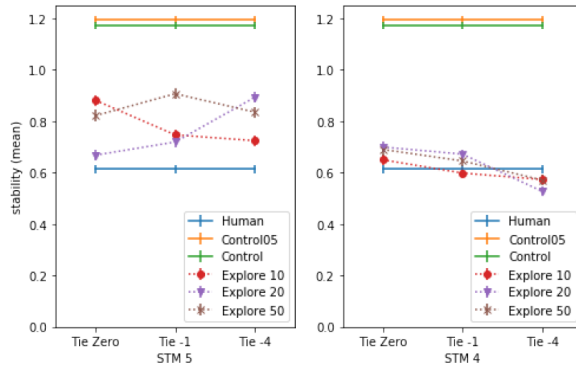 stability (mean)
1.2
1.0
0.8
0.6
0.4
0.2
0.0
Human
Control05
Control
Explore 10
Explore 20
Explore 50
Tie Zero
Tie -1
Tie -4
STM 5
1.2
1.0
0.8
0.6
0.4
0.2
0.0
Human
Control05
Control
Explore 10
Explore 20
Explore 50
Tie Zero
Tie -1
Tie -4
STM 4